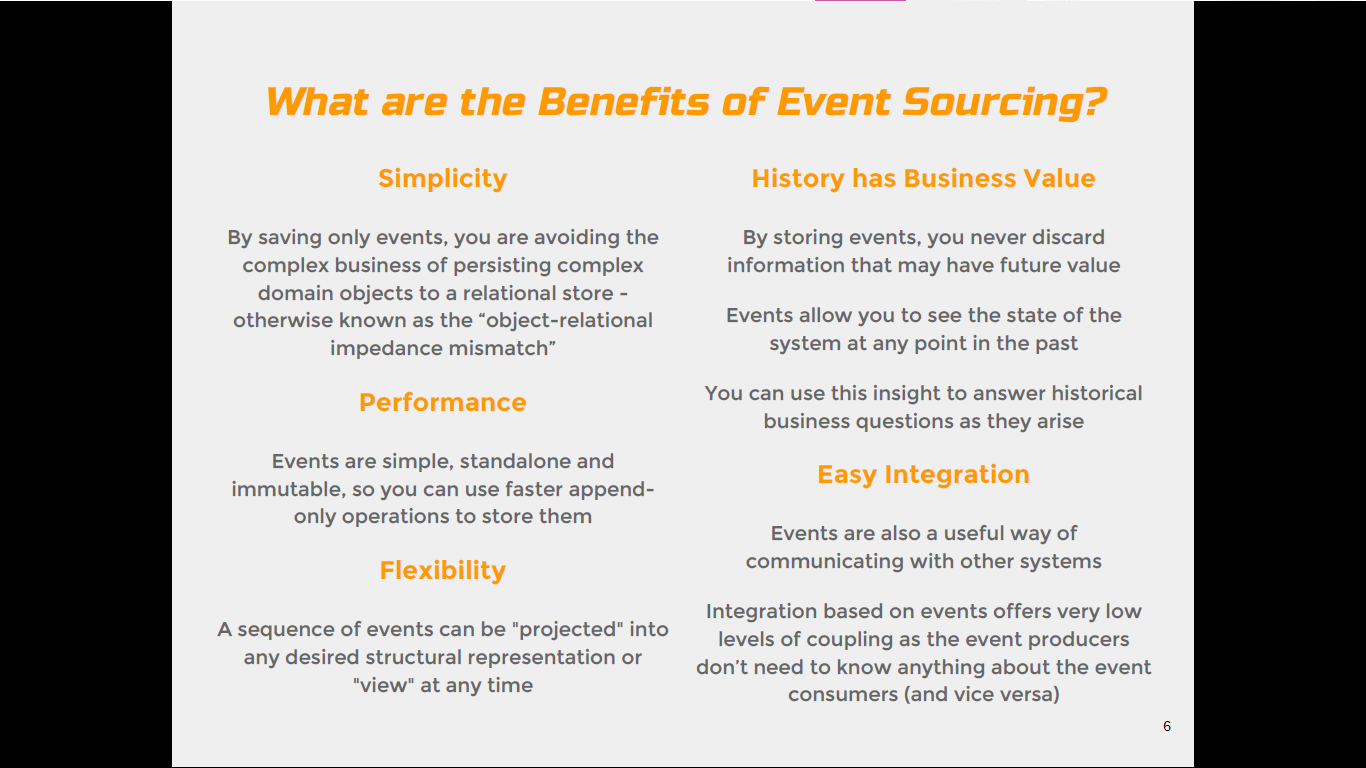 What are the Benefits of Event Sourcing?
Simplicity
By saving only events, you are avoiding the
complex business of persisting complex
domain objects to a relational store -
otherwise known as the “object-relational
impedance mismatch”
Performance
Events are simple, standalone and
immutable, so you can use faster append-
only operations to store them
Flexibility
A sequence of events can be "projected" into
any desired structural representation or
"view" at any time
History has Business Value
By storing events, you never discard
information that may have future value
Events allow you to see the state of the
system at any point in the past
You can use this insight to answer historical
business questions as they arise
Easy Integration
Events are also a useful way of
communicating with other systems
Integration based on events offers very low
levels of coupling as the event producers
don’t need to know anything about the event
consumers (and vice versa)
6